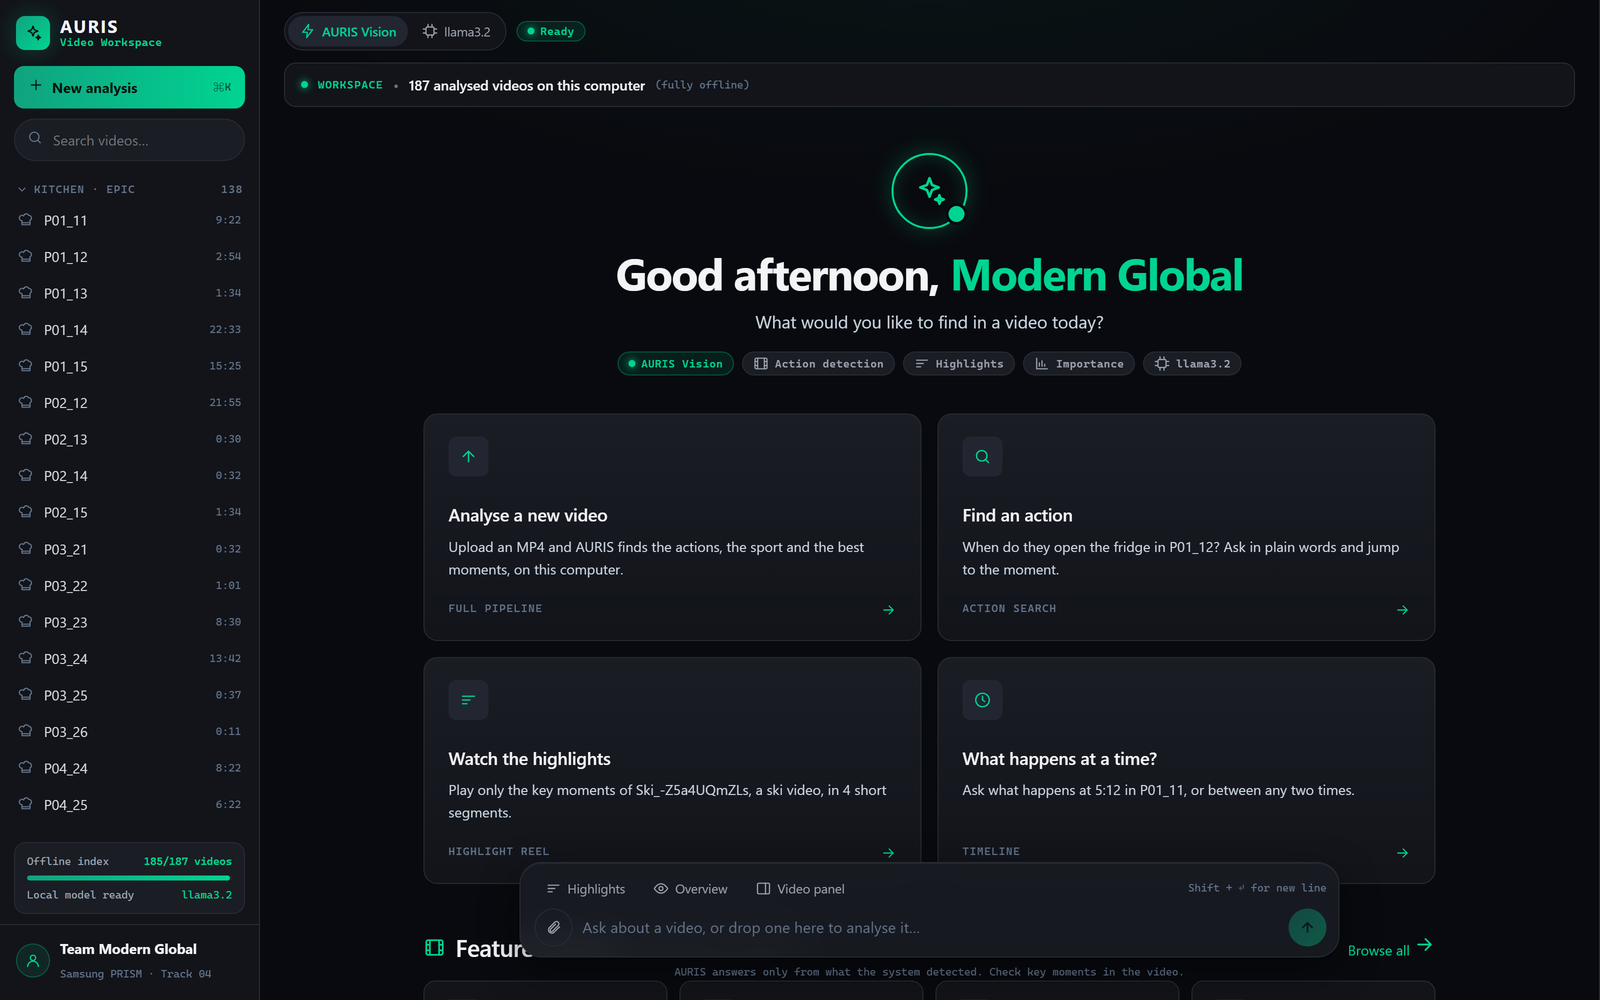 AURIS
Video Workspace
New analysis ⌘K
Search videos...
KITCHEN · EPIC 138
P01_11 9:22
P01_12 2:54
P01_13 1:34
P01_14 22:33
P01_15 15:25
P02_12 21:55
P02_13 0:30
P02_14 0:32
P02_15 1:34
P03_21 0:32
P03_22 1:01
P03_23 8:30
P03_24 13:42
P03_25 0:37
P03_26 0:11
P04_24 8:22
P04_25 6:22
Offline index 185/187 videos
Local model ready llama3.2
Team Modern Global
Samsung PRISM · Track 04
AURIS Vision llama3.2 Ready
WORKSPACE • 187 analysed videos on this computer (fully offline)
Good afternoon, Modern Global
What would you like to find in a video today?
AURIS Vision Action detection Highlights Importance llama3.2
Analyse a new video
Upload an MP4 and AURIS finds the actions, the sport and the best
moments, on this computer.
FULL PIPELINE
Find an action
When do they open the fridge in P01_12? Ask in plain words and jump
to the moment.
ACTION SEARCH
Watch the highlights
Play only the key moments of Ski_-Z5a4UQmZLs, a ski video, in 4 short
segments.
HIGHLIGHT REEL
What happens at a time?
Ask what happens at 5:12 in P01_11, or between any two times.
TIMELINE
Highlights Overview Video panel Shift + ⏎ for new line
Ask about a video, or drop one here to analyse it...
Browse all
AURIS answers only from what the system detected. Check key moments in the video.